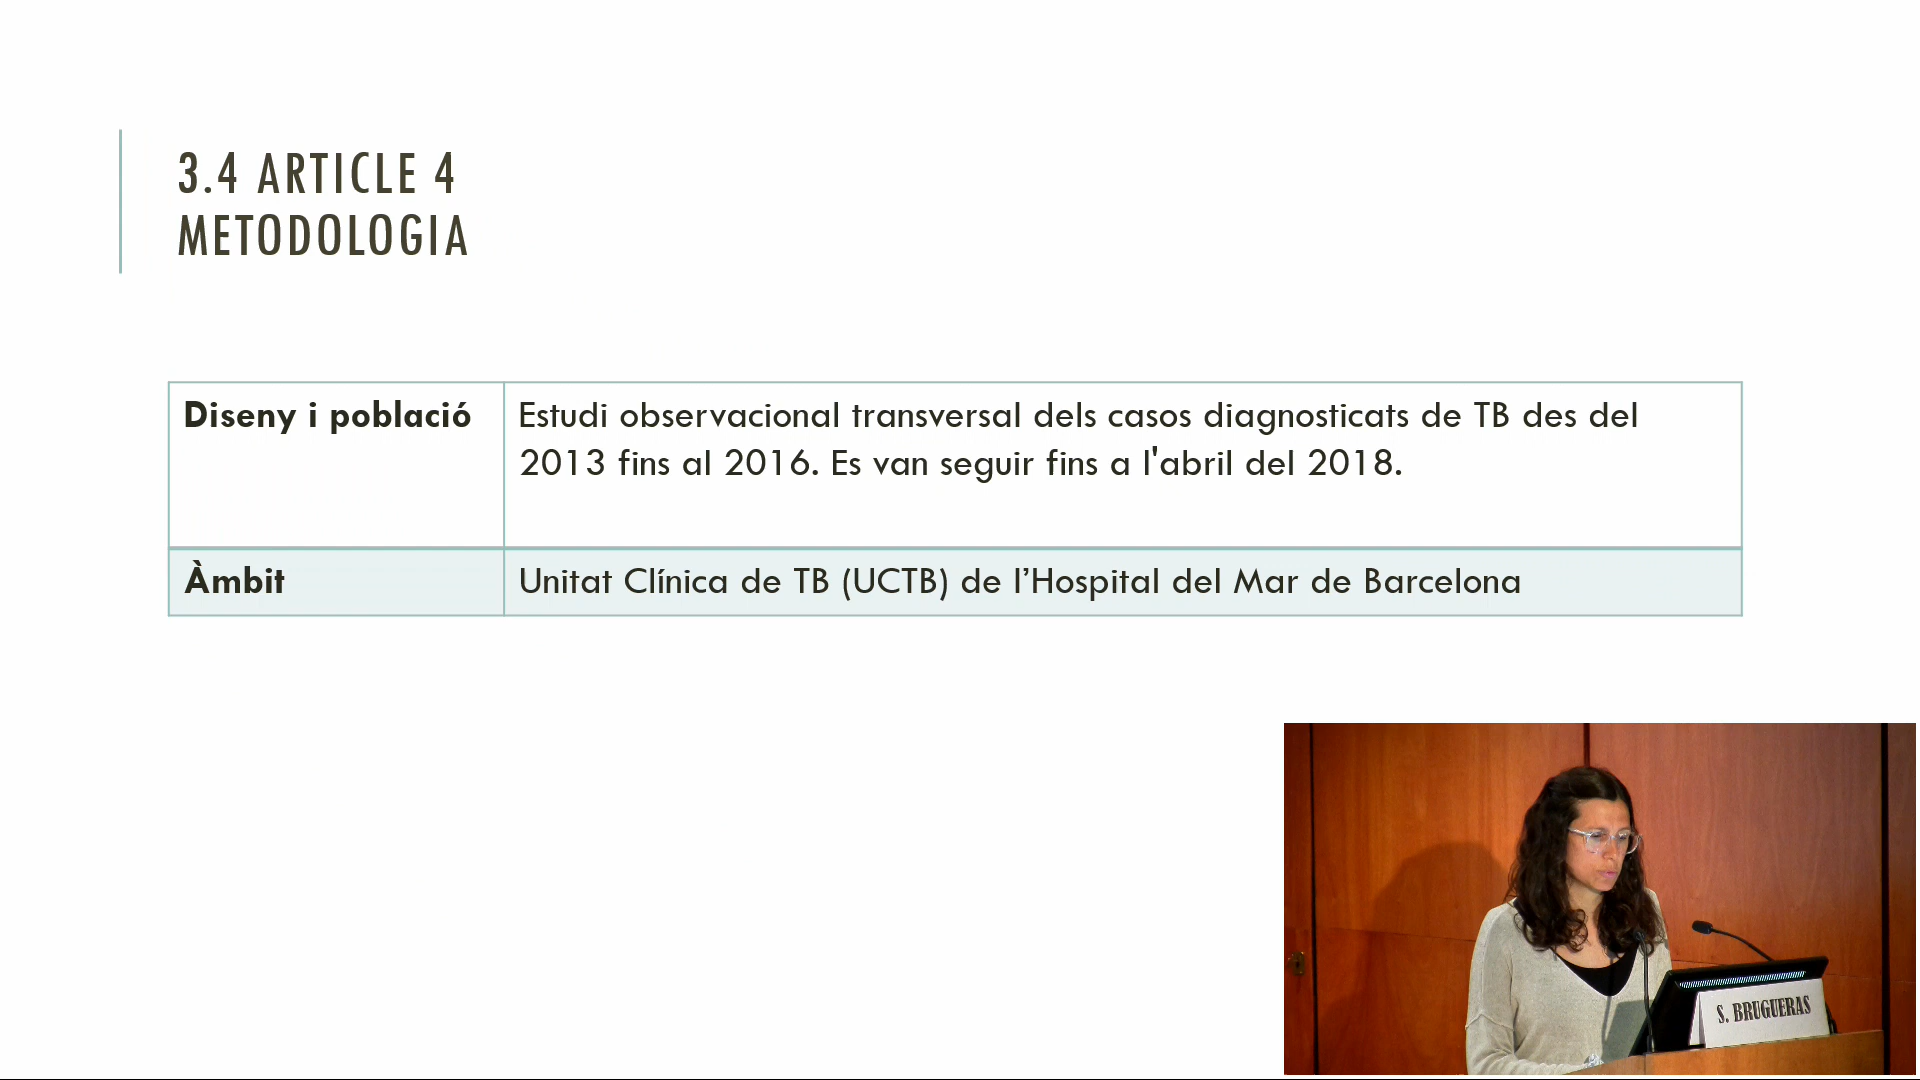 3.4 ARTICLE 4
METODOLOGIA
Diseny i població
Estudi observacional transversal dels casos diagnosticats de TB des del
2013 fins al 2016. Es van seguir fins a l'abril del 2018.
Àmbit
Unitat Clínica de TB (UCTB) de l’Hospital del Mar de Barcelona
S. BRUGUERAS